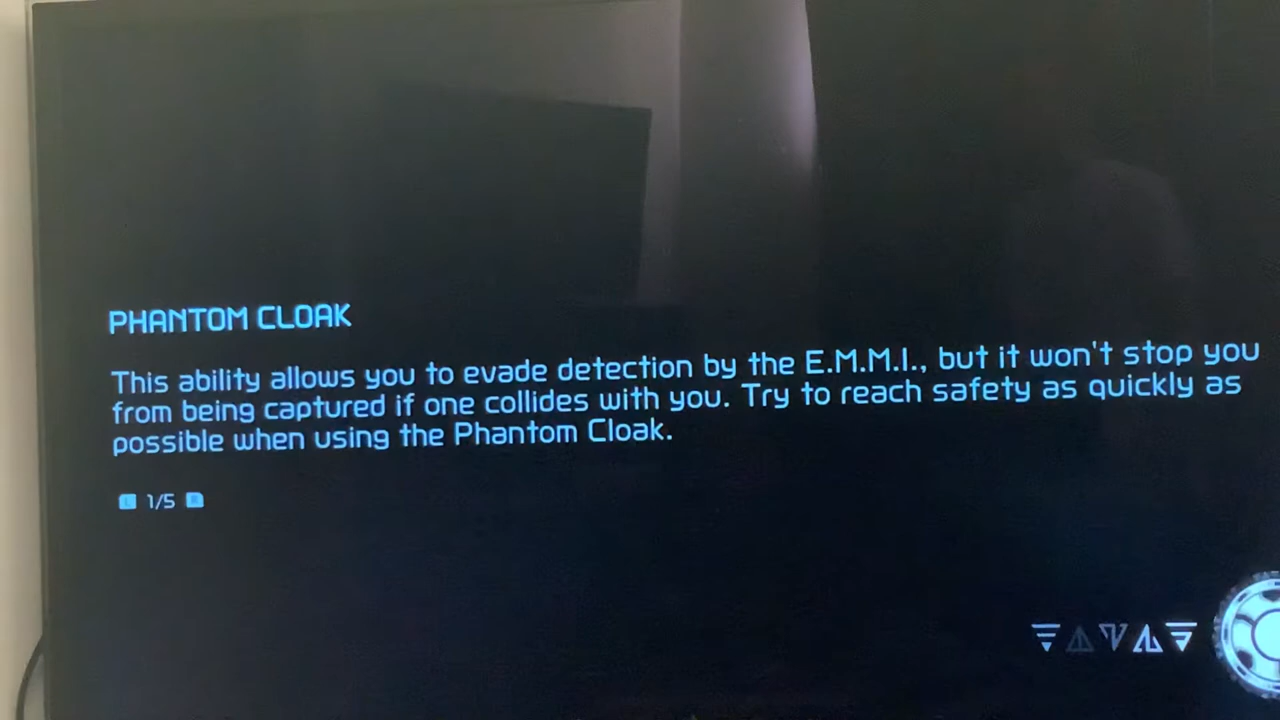 PHANTOM CLOAK
This ability allows you to evade detection by the E.M.M.I., but it won't stop you
from being captured if one collides with you. Try to reach safety as quickly as
possible when using the Phantom Cloak.
L 1/5 R